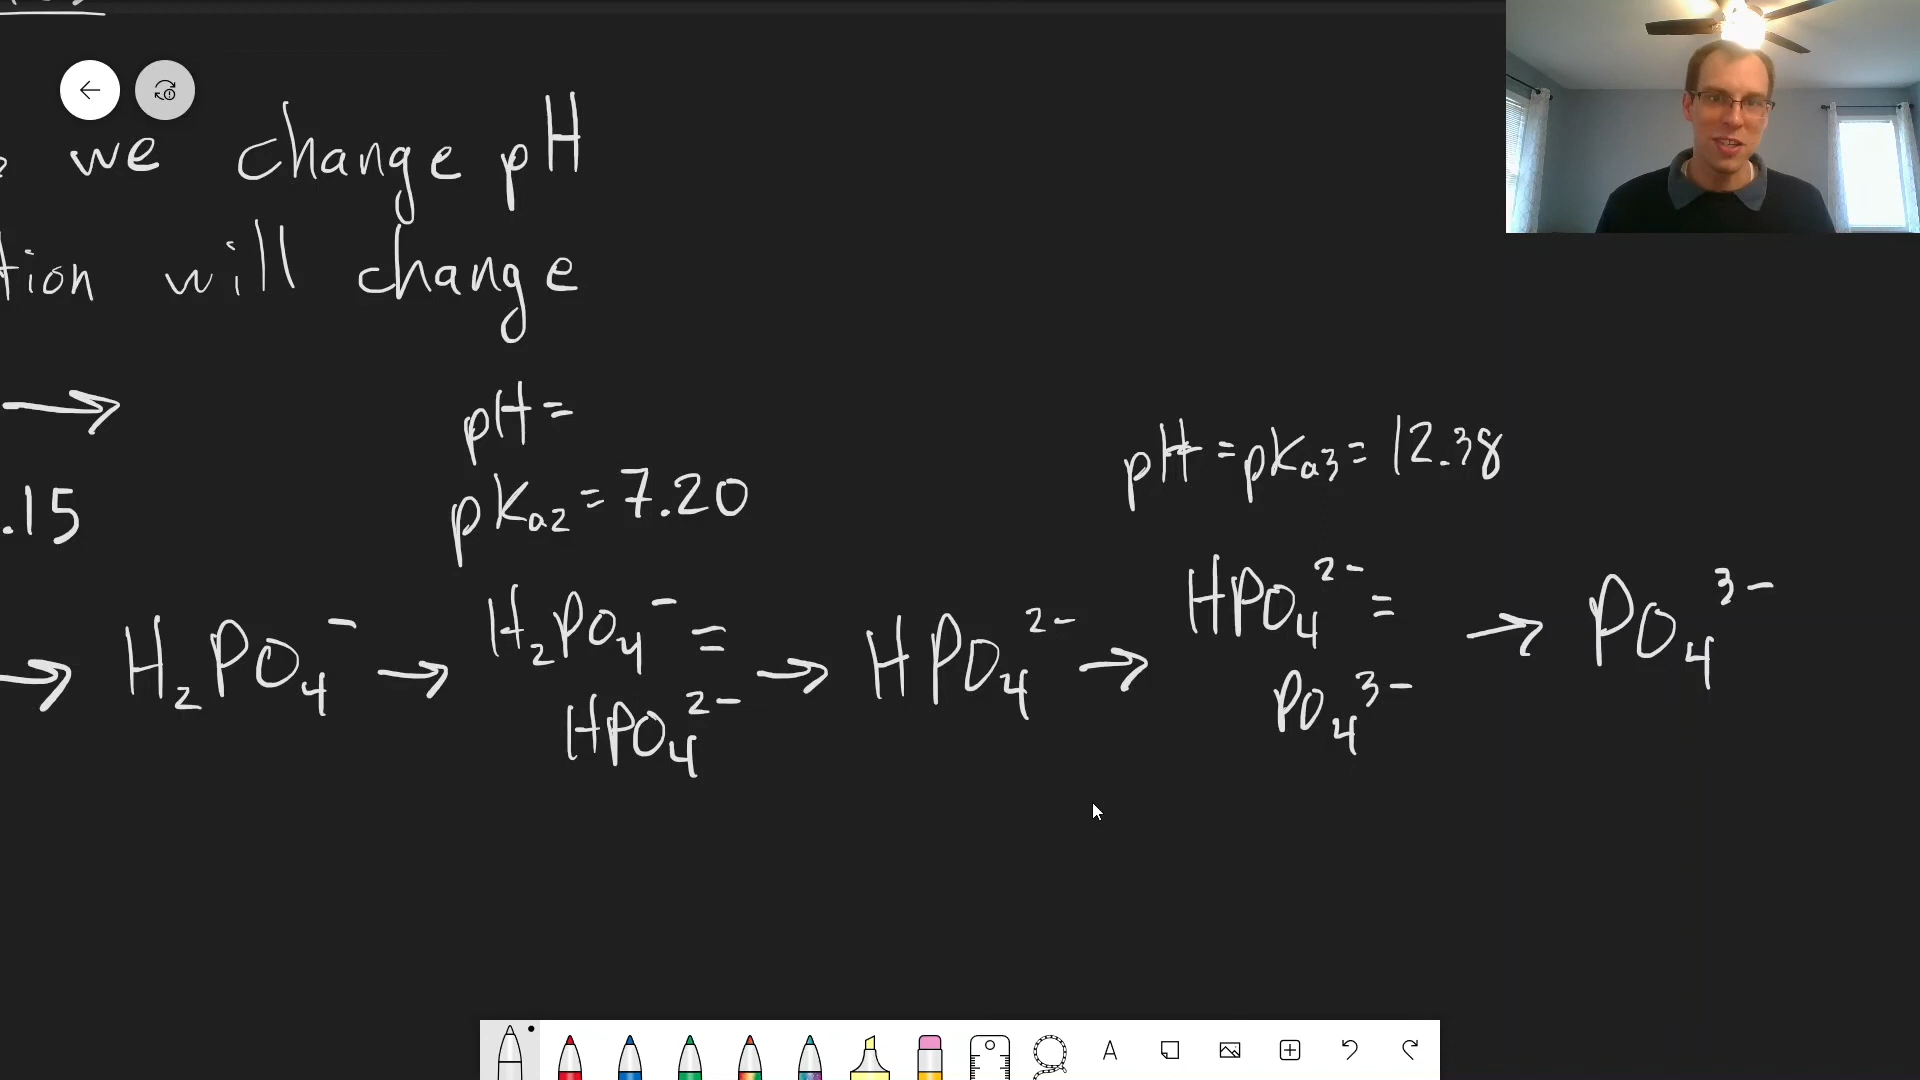 we change pH
tion will change
pH =
pKa2 = 7.20
pH = pKa3 = 12.38
.15
→ H₂PO₄⁻ → H₂PO₄⁻ = HPO₄²⁻ → HPO₄²⁻ → HPO₄²⁻ = PO₄³⁻ → PO₄³⁻
A